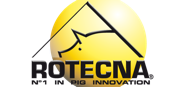 ROTECNA®
Nº1 IN PIG INNOVATION